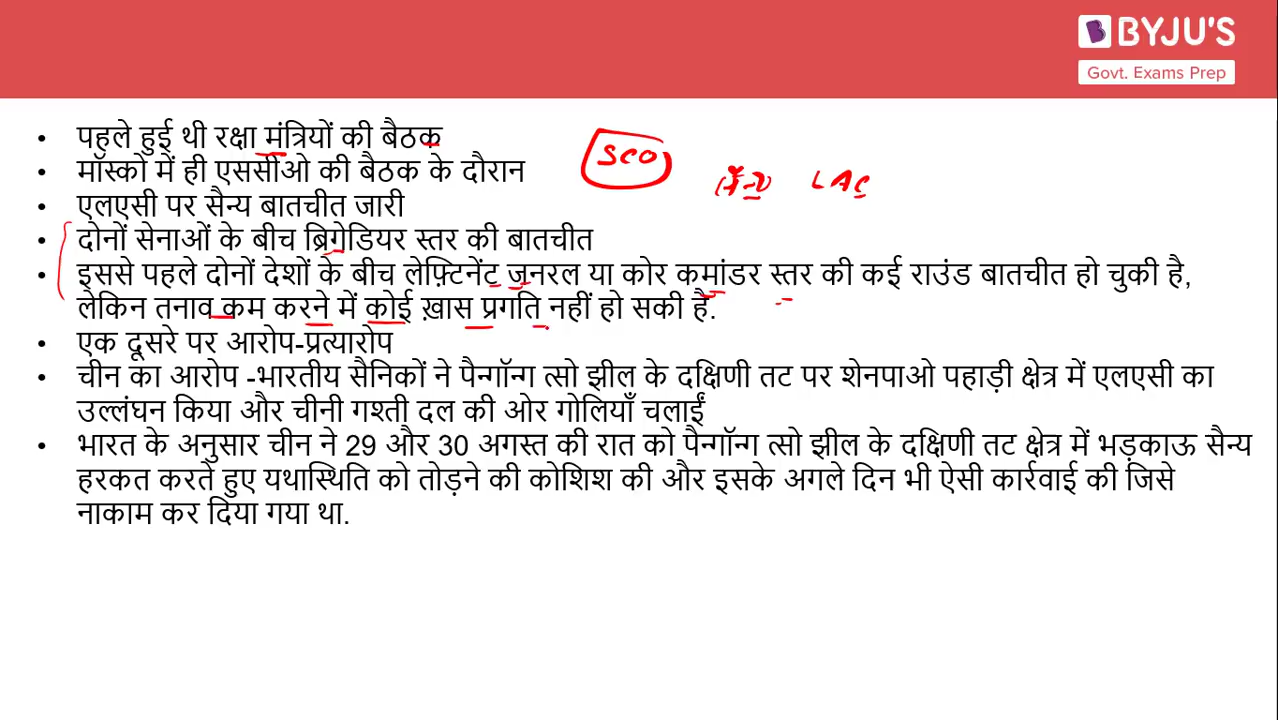 BYJU'S
Govt. Exams Prep
• पहले हुई थी रक्षा मंत्रियों की बैठक
SCO
• मॉस्को में ही एससीओ की बैठक के दौरान
LAC
• एलएसी पर सैन्य बातचीत जारी
• दोनों सेनाओं के बीच ब्रिगेडियर स्तर की बातचीत
• इससे पहले दोनों देशों के बीच लेफ़्टिनेंट जनरल या कोर कमांडर स्तर की कई राउंड बातचीत हो चुकी है,
लेकिन तनाव कम करने में कोई ख़ास प्रगति नहीं हो सकी है.
• एक दूसरे पर आरोप-प्रत्यारोप
• चीन का आरोप -भारतीय सैनिकों ने पैन्गॉन्ग त्सो झील के दक्षिणी तट पर शेनपाओ पहाड़ी क्षेत्र में एलएसी का
उल्लंघन किया और चीनी गश्ती दल की ओर गोलियाँ चलाईं
• भारत के अनुसार चीन ने 29 और 30 अगस्त की रात को पैन्गॉन्ग त्सो झील के दक्षिणी तट क्षेत्र में भड़काऊ सैन्य
हरकत करते हुए यथास्थिति को तोड़ने की कोशिश की और इसके अगले दिन भी ऐसी कार्रवाई की जिसे
नाकाम कर दिया गया था.